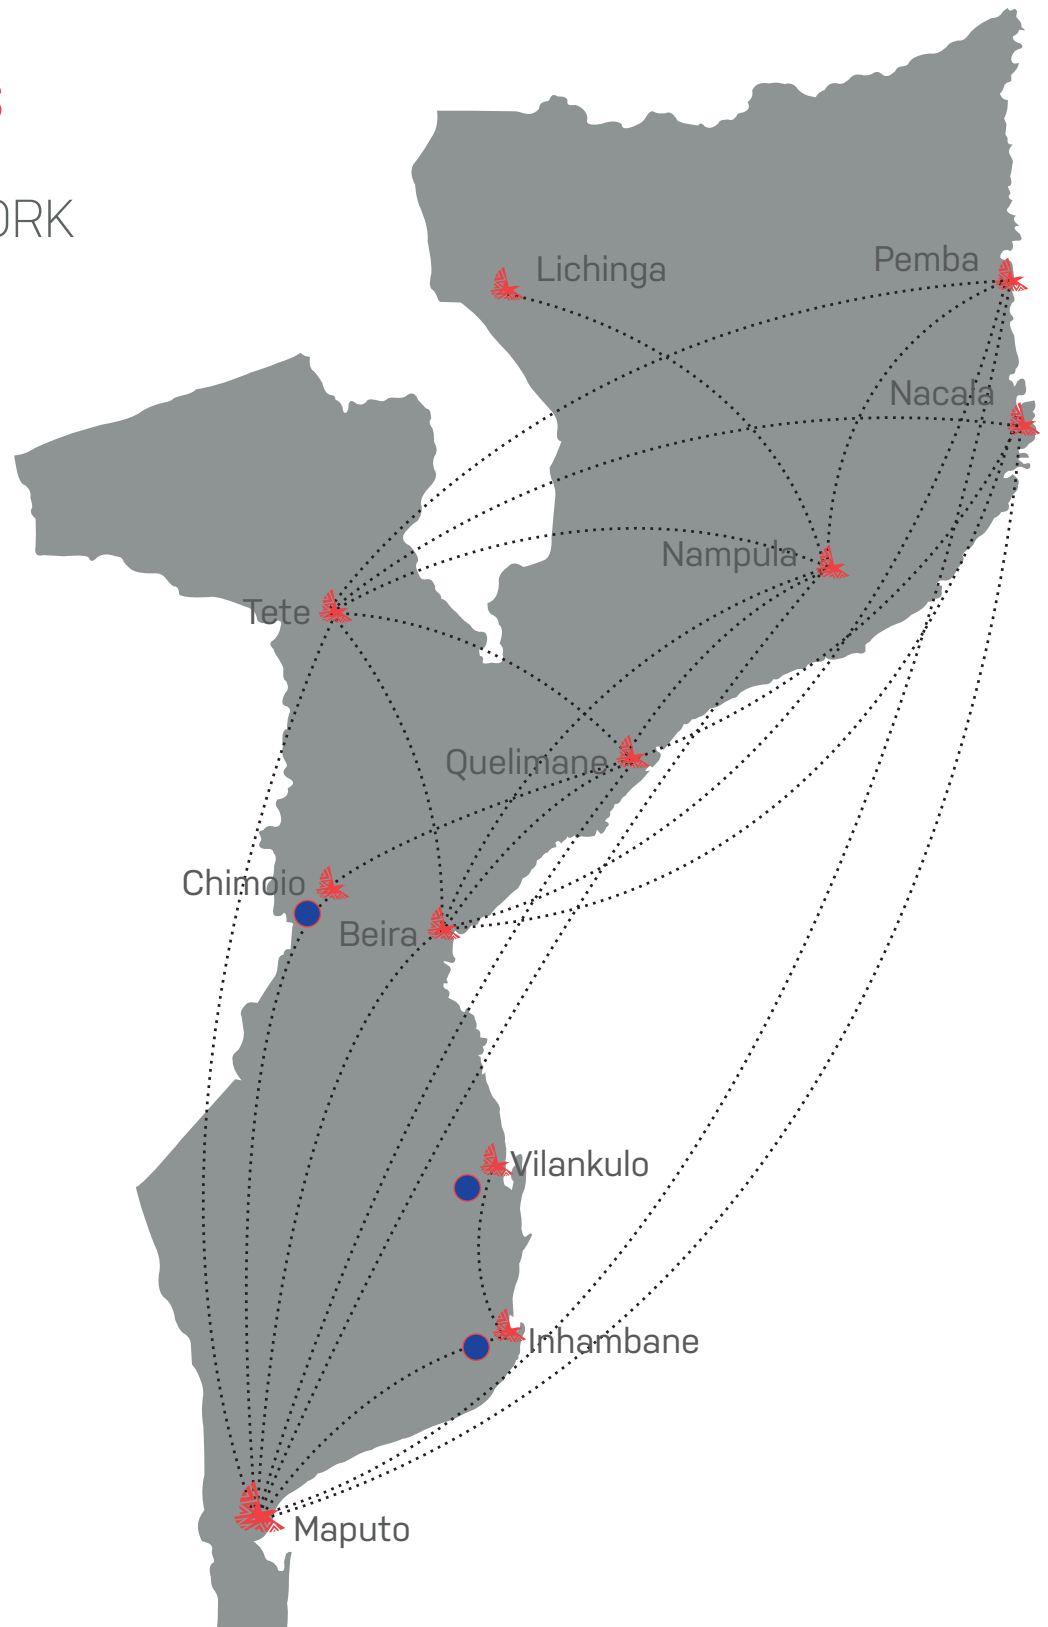 S
ORK
Lichinga
Pemba
Nacala
Nampula
Tete
Quelimane
Chimoio
Beira
Vilankulo
Inhambane
Maputo